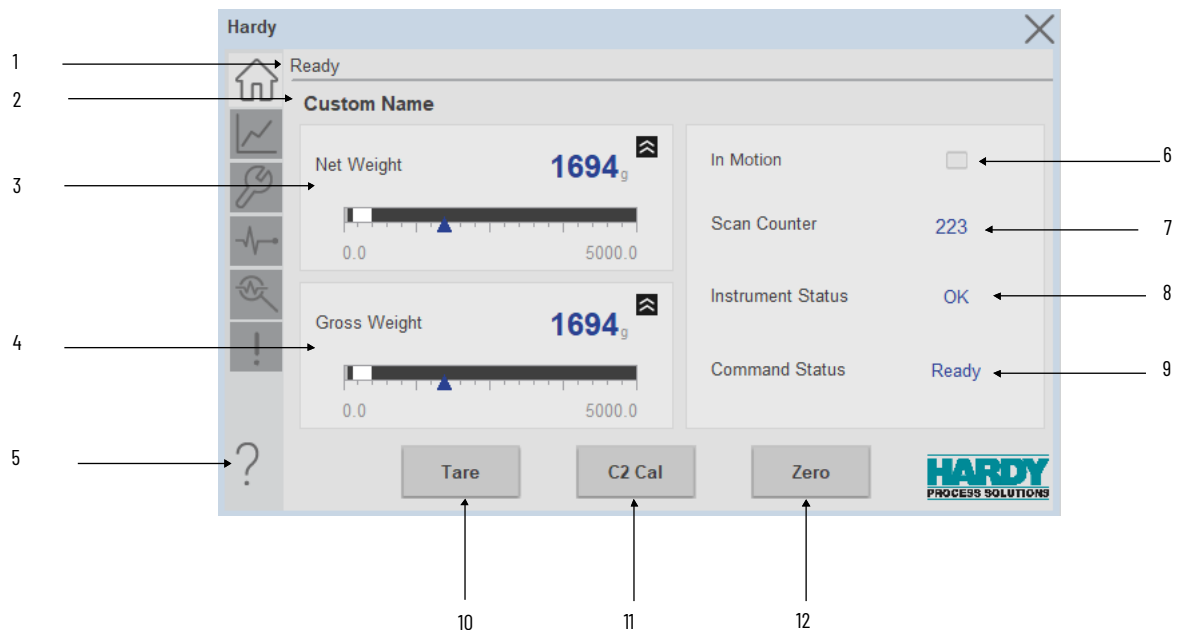 Hardy
1
Ready
2
Custom Name
3
Net Weight
1694 g
0.0 5000.0
4
Gross Weight
1694 g
0.0 5000.0
In Motion
6
Scan Counter 223
7
Instrument Status OK
8
Command Status Ready
9
5
?
!
Tare
C2 Cal
Zero
HARDY
PROCESS SOLUTIONS
10
11
12